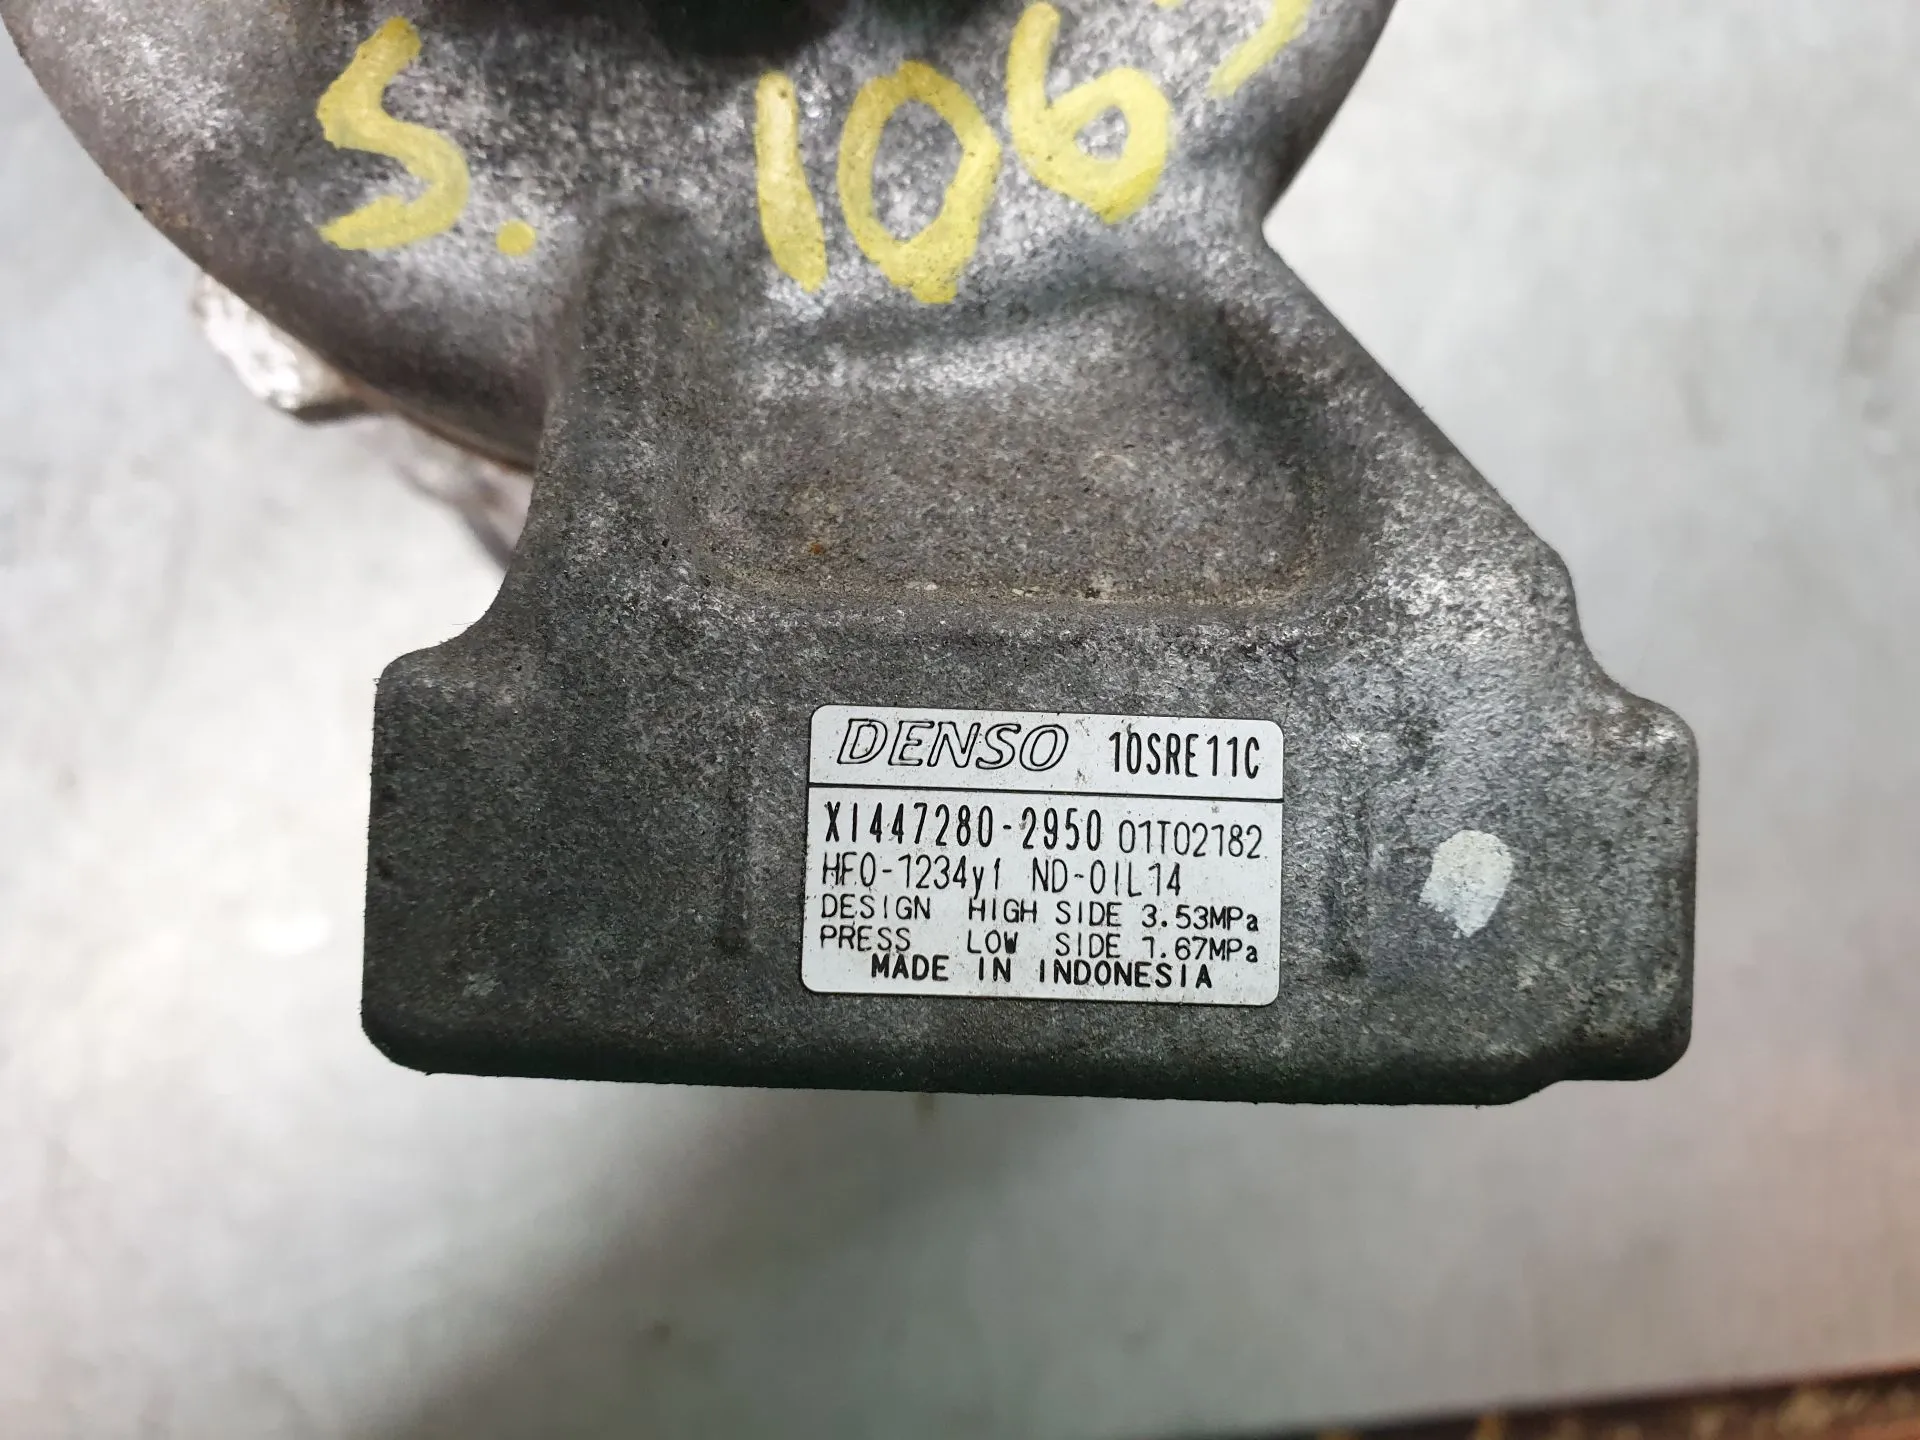 S. 106
DENSO 10SRE11C
XI447280-2950 01T02182
HFO-1234yf ND-OIL14
DESIGN HIGH SIDE 3.53MPa
PRESS LOW SIDE 1.67MPa
MADE IN INDONESIA